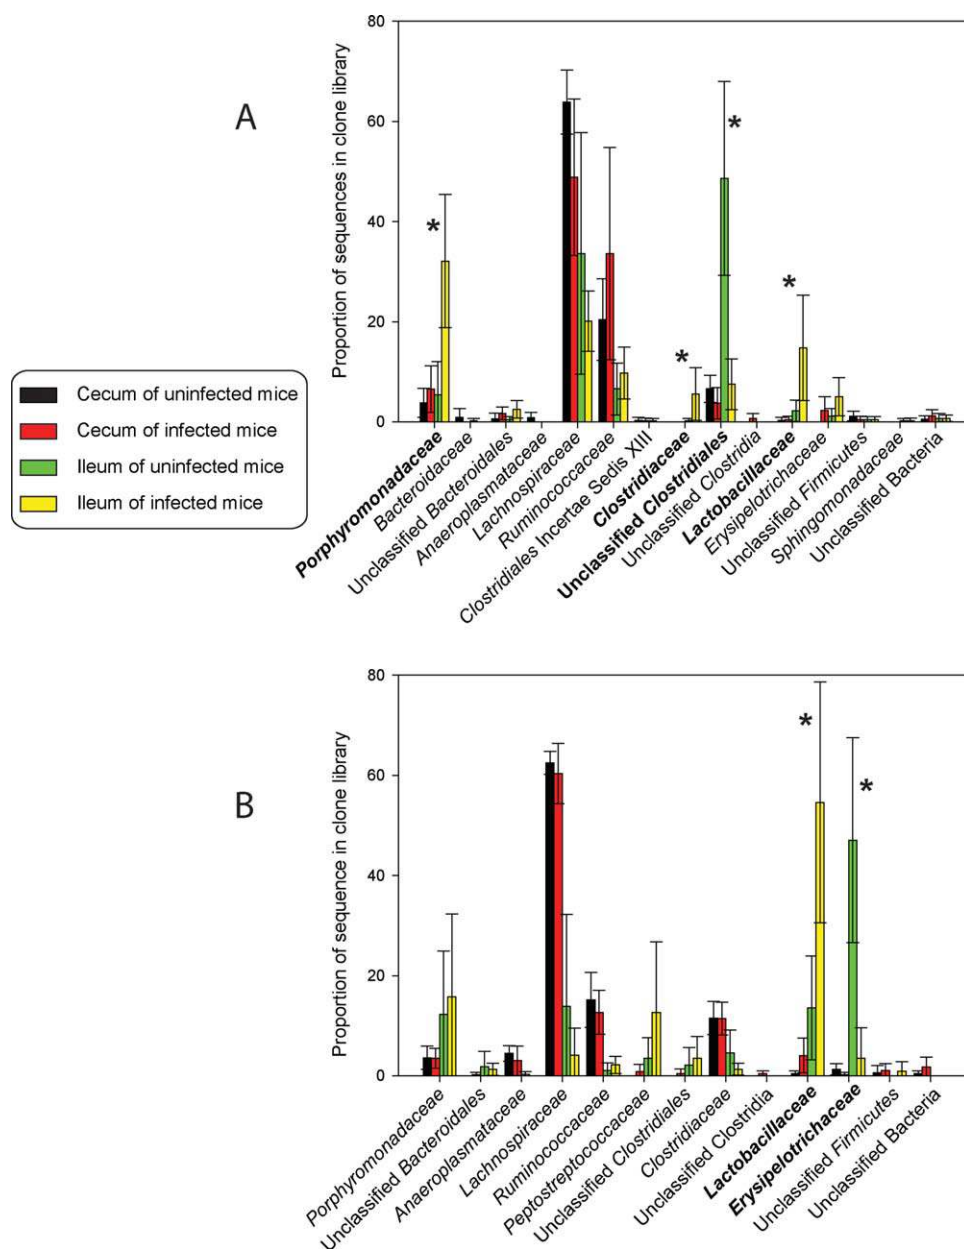 A
Proportion of sequences in clone library
80
60
40
20
0
*
*
*
*
Porphyromonadaceae
Bacteroidaceae
Unclassified Bacteroidales
Anaeroplasmataceae
Lachnospiraceae
Ruminococcaceae
Clostridiales Incertae Sedis XIII
Clostridiaceae
Unclassified Clostridiales
Unclassified Clostridia
Lactobacillaceae
Erysipelotrichaceae
Unclassified Firmicutes
Sphingomonadaceae
Unclassified Bacteria
Cecum of uninfected mice
Cecum of infected mice
Ileum of uninfected mice
Ileum of infected mice
B
Proportion of sequence in clone library
80
60
40
20
0
*
*
Porphyromonadaceae
Unclassified Bacteroidales
Anaeroplasmataceae
Lachnospiraceae
Ruminococcaceae
Peptostreptococcaceae
Unclassified Clostridiales
Clostridiaceae
Unclassified Clostridia
Lactobacillaceae
Erysipelotrichaceae
Unclassified Firmicutes
Unclassified Bacteria